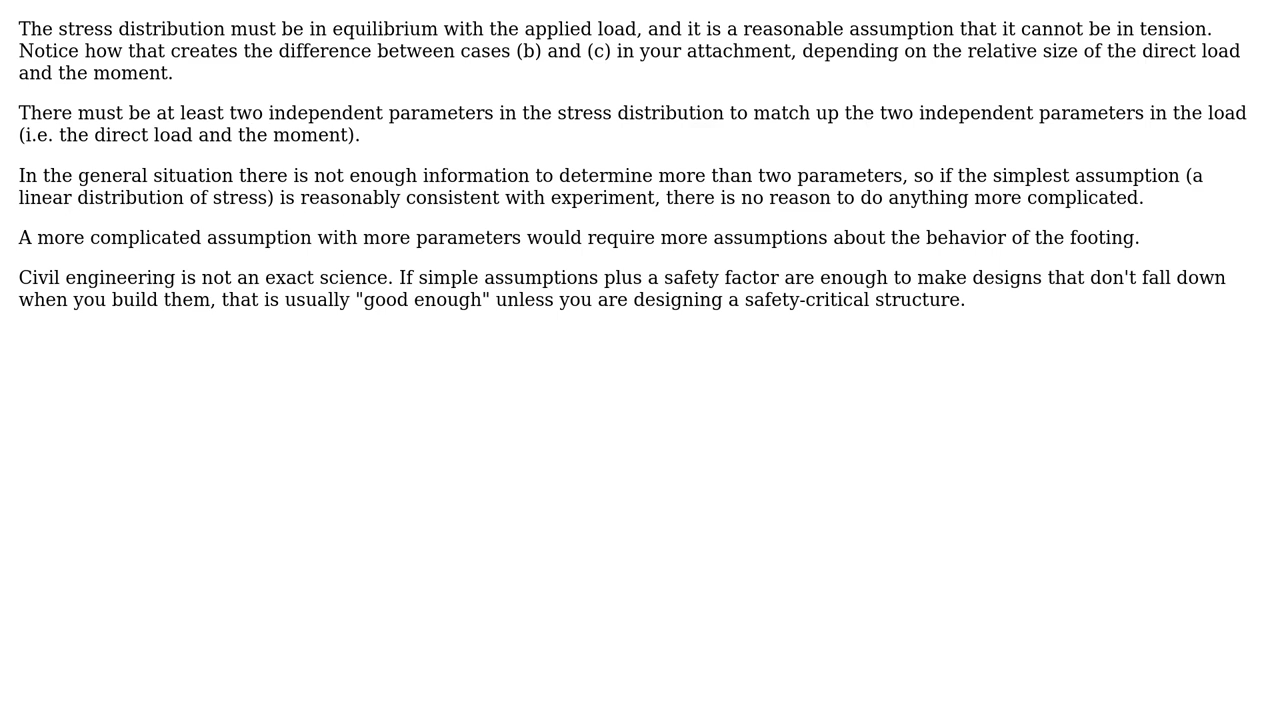 The stress distribution must be in equilibrium with the applied load, and it is a reasonable assumption that it cannot be in tension.
Notice how that creates the difference between cases (b) and (c) in your attachment, depending on the relative size of the direct load
and the moment.
There must be at least two independent parameters in the stress distribution to match up the two independent parameters in the load
(i.e. the direct load and the moment).
In the general situation there is not enough information to determine more than two parameters, so if the simplest assumption (a
linear distribution of stress) is reasonably consistent with experiment, there is no reason to do anything more complicated.
A more complicated assumption with more parameters would require more assumptions about the behavior of the footing.
Civil engineering is not an exact science. If simple assumptions plus a safety factor are enough to make designs that don't fall down
when you build them, that is usually "good enough" unless you are designing a safety-critical structure.